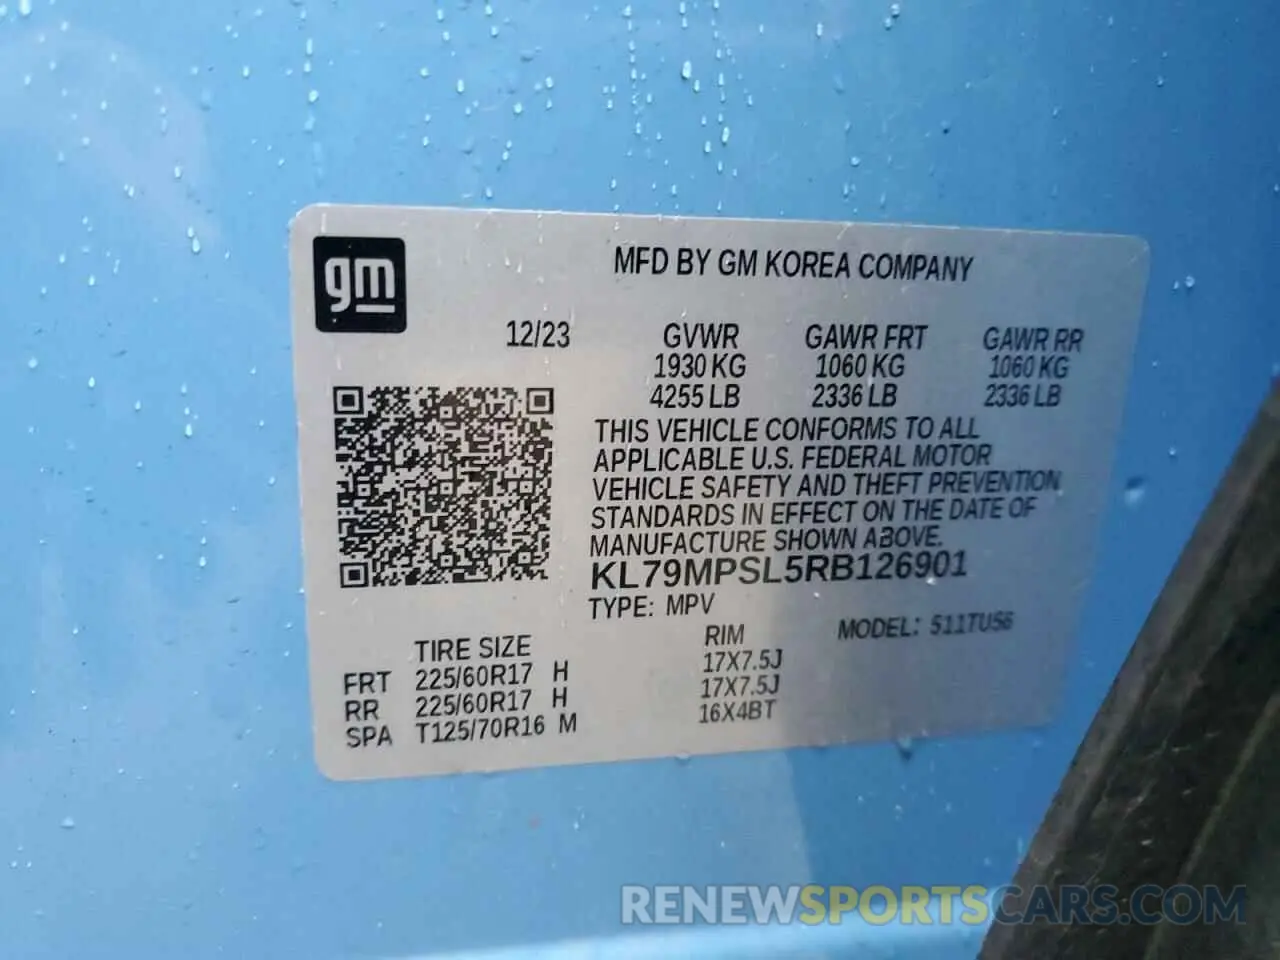 gm
MFD BY GM KOREA COMPANY
12/23 GVWR GAWR FRT GAWR RR
1930 KG 1060 KG 1060 KG
4255 LB 2336 LB 2336 LB
THIS VEHICLE CONFORMS TO ALL
APPLICABLE U.S. FEDERAL MOTOR
VEHICLE SAFETY AND THEFT PREVENTION
STANDARDS IN EFFECT ON THE DATE OF
MANUFACTURE SHOWN ABOVE.
KL79MPSL5RB126901
TYPE: MPV
MODEL: 511TU56
TIRE SIZE RIM
FRT 225/60R17 H 17X7.5J
RR 225/60R17 H 17X7.5J
SPA T125/70R16 M 16X4BT
RENEWSPORTSCARS.COM